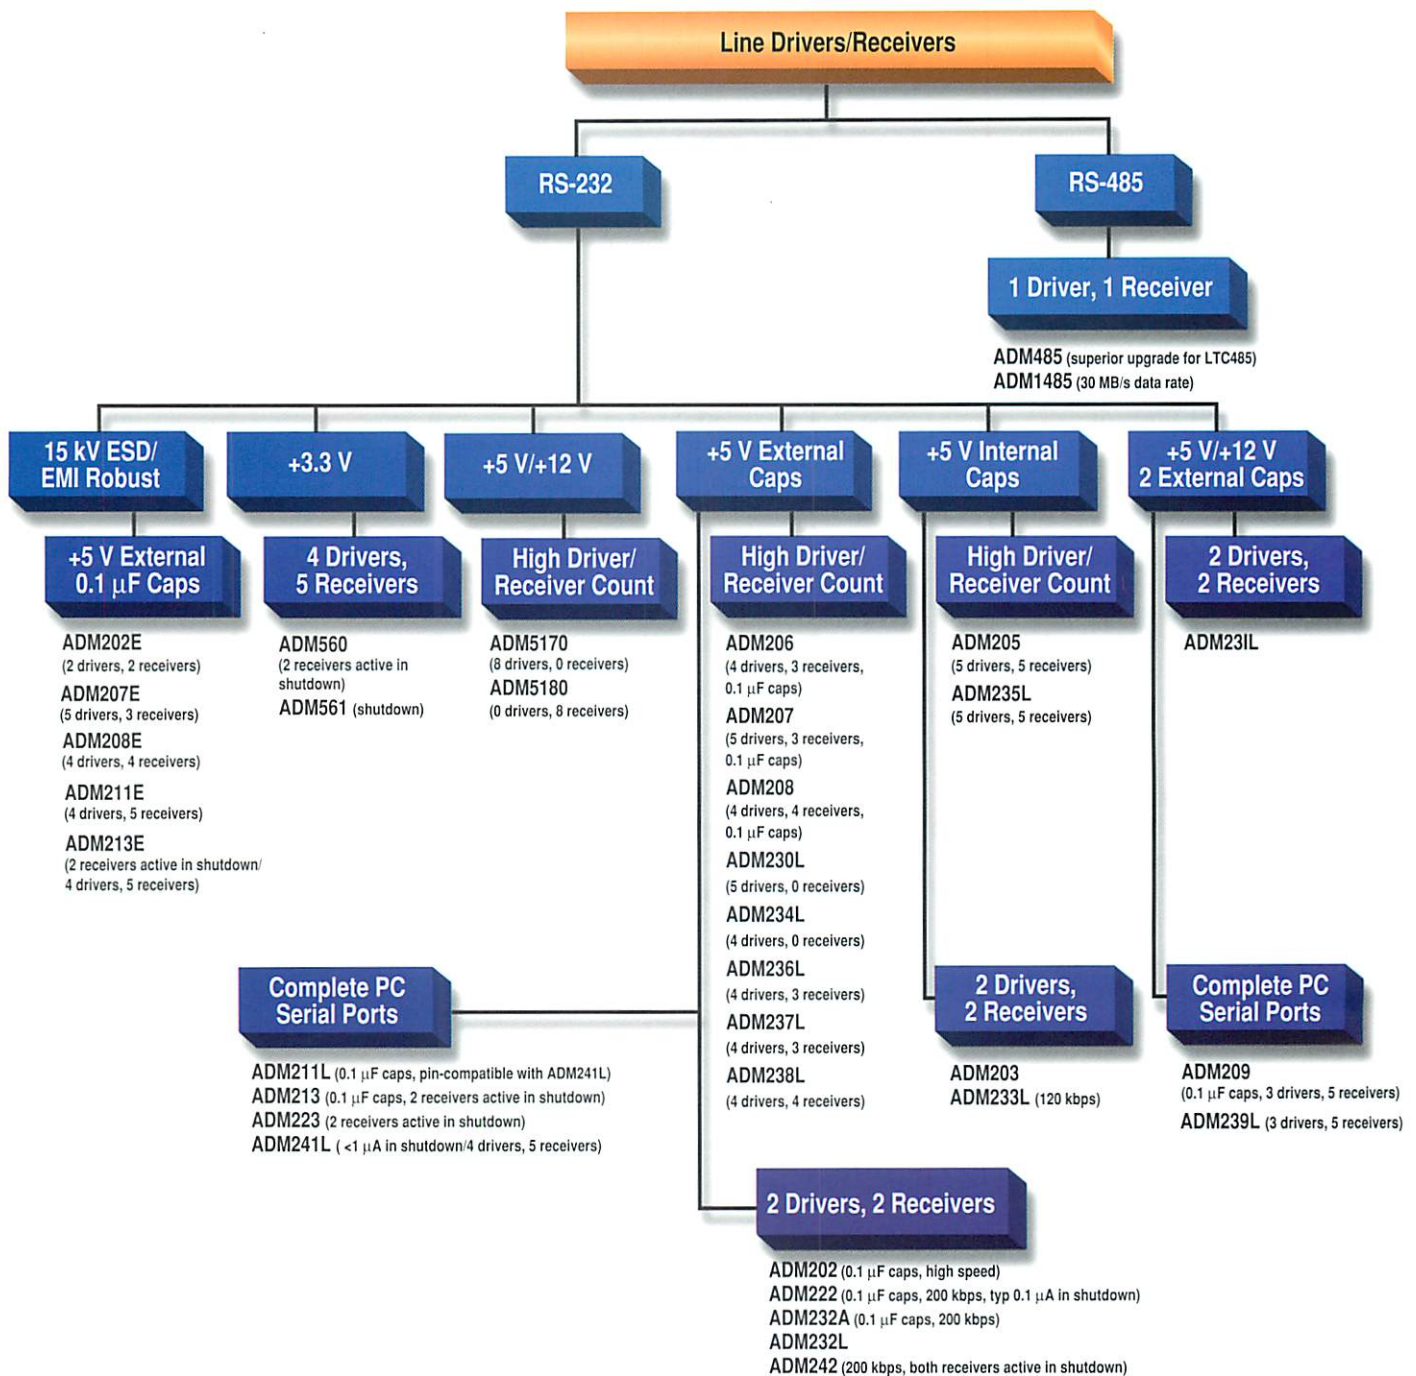 Line Drivers/Receivers
RS-232
RS-485
1 Driver, 1 Receiver
ADM485 (superior upgrade for LTC485)
ADM1485 (30 MB/s data rate)
15 kV ESD/
EMI Robust
+3.3 V
+5 V/+12 V
+5 V External
Caps
+5 V Internal
Caps
+5 V/+12 V
2 External Caps
+5 V External
0.1 μF Caps
ADM202E
(2 drivers, 2 receivers)
ADM207E
(5 drivers, 3 receivers)
ADM208E
(4 drivers, 4 receivers)
ADM211E
(4 drivers, 5 receivers)
ADM213E
(2 receivers active in shutdown/
4 drivers, 5 receivers)
4 Drivers,
5 Receivers
ADM560
(2 receivers active in
shutdown)
ADM561 (shutdown)
High Driver/
Receiver Count
ADM5170
(8 drivers, 0 receivers)
ADM5180
(0 drivers, 8 receivers)
High Driver/
Receiver Count
ADM206
(4 drivers, 3 receivers,
0.1 μF caps)
ADM207
(5 drivers, 3 receivers,
0.1 μF caps)
ADM208
(4 drivers, 4 receivers,
0.1 μF caps)
ADM230L
(5 drivers, 0 receivers)
ADM234L
(4 drivers, 0 receivers)
ADM236L
(4 drivers, 3 receivers)
ADM237L
(4 drivers, 3 receivers)
ADM238L
(4 drivers, 4 receivers)
High Driver/
Receiver Count
ADM205
(5 drivers, 5 receivers)
ADM235L
(5 drivers, 5 receivers)
2 Drivers,
2 Receivers
ADM23IL
Complete PC
Serial Ports
ADM211L (0.1 μF caps, pin-compatible with ADM241L)
ADM213 (0.1 μF caps, 2 receivers active in shutdown)
ADM223 (2 receivers active in shutdown)
ADM241L ( <1 μA in shutdown/4 drivers, 5 receivers)
2 Drivers,
2 Receivers
ADM203
ADM233L (120 kbps)
Complete PC
Serial Ports
ADM209
(0.1 μF caps, 3 drivers, 5 receivers)
ADM239L (3 drivers, 5 receivers)
2 Drivers, 2 Receivers
ADM202 (0.1 μF caps, high speed)
ADM222 (0.1 μF caps, 200 kbps, typ 0.1 μA in shutdown)
ADM232A (0.1 μF caps, 200 kbps)
ADM232L
ADM242 (200 kbps, both receivers active in shutdown)